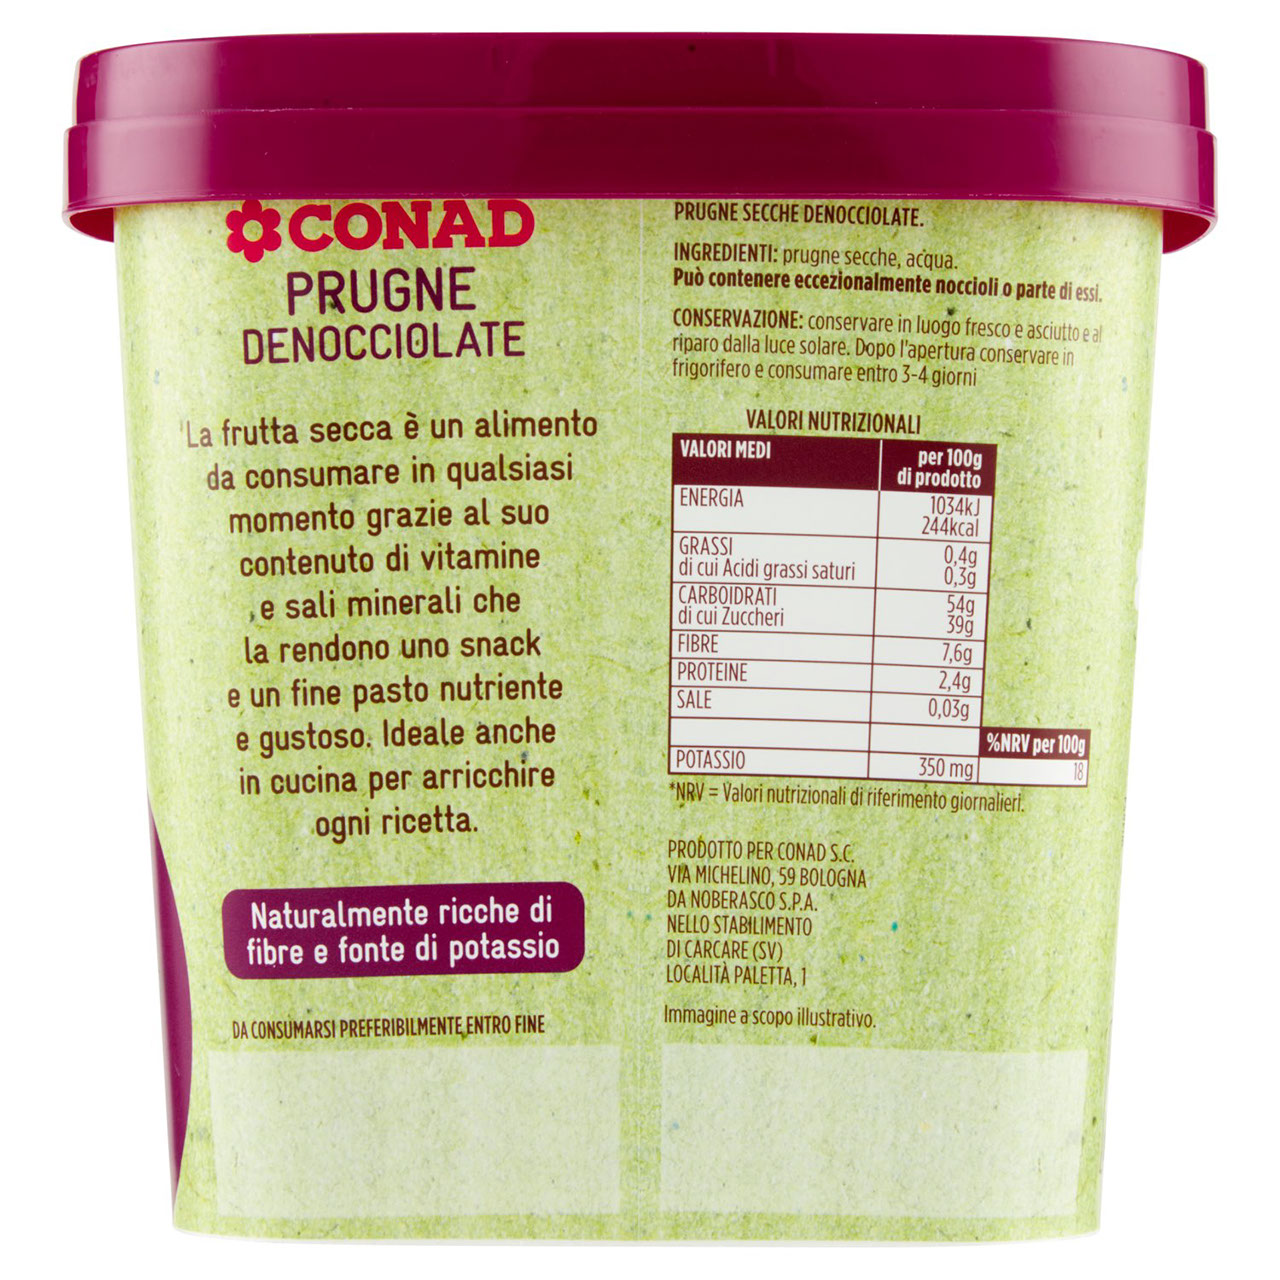 CONAD
PRUGNE
DENOCCIOLATE
La frutta secca è un alimento
da consumare in qualsiasi
momento grazie al suo
contenuto di vitamine
e sali minerali che
la rendono uno snack
e un fine pasto nutriente
e gustoso. Ideale anche
in cucina per arricchire
ogni ricetta.
Naturalmente ricche di
fibre e fonte di potassio
DA CONSUMARSI PREFERIBILMENTE ENTRO FINE
PRUGNE SECCHE DENOCCIOLATE.
INGREDIENTI: prugne secche, acqua.
Può contenere eccezionalmente noccioli o parte di essi.
CONSERVAZIONE: conservare in luogo fresco e asciutto e al
riparo dalla luce solare. Dopo l'apertura conservare in
frigorifero e consumare entro 3-4 giorni
VALORI NUTRIZIONALI
VALORI MEDI per 100g
di prodotto
ENERGIA 1034kJ
244kcal
GRASSI 0,4g
di cui Acidi grassi saturi 0,3g
CARBOIDRATI 54g
di cui Zuccheri 39g
FIBRE 7,6g
PROTEINE 2,4g
SALE 0,03g
%NRV per 100g
POTASSIO 350 mg 18
*NRV = Valori nutrizionali di riferimento giornalieri.
PRODOTTO PER CONAD S.C.
VIA MICHELINO, 59 BOLOGNA
DA NOBERASCO S.P.A.
NELLO STABILIMENTO
DI CARCARE (SV)
LOCALITÀ PALETTA, 1
Immagine a scopo illustrativo.